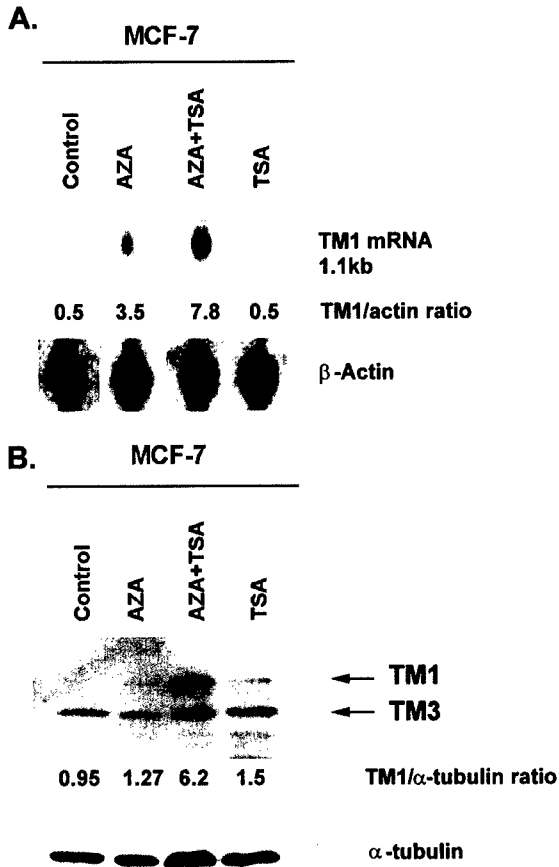 A.
MCF-7
Control AZA AZA+TSA TSA
TM1 mRNA
1.1kb
0.5 3.5 7.8 0.5 TM1/actin ratio
β-Actin
B.
MCF-7
Control AZA AZA+TSA TSA
TM1
TM3
0.95 1.27 6.2 1.5 TM1/α-tubulin ratio
α-tubulin